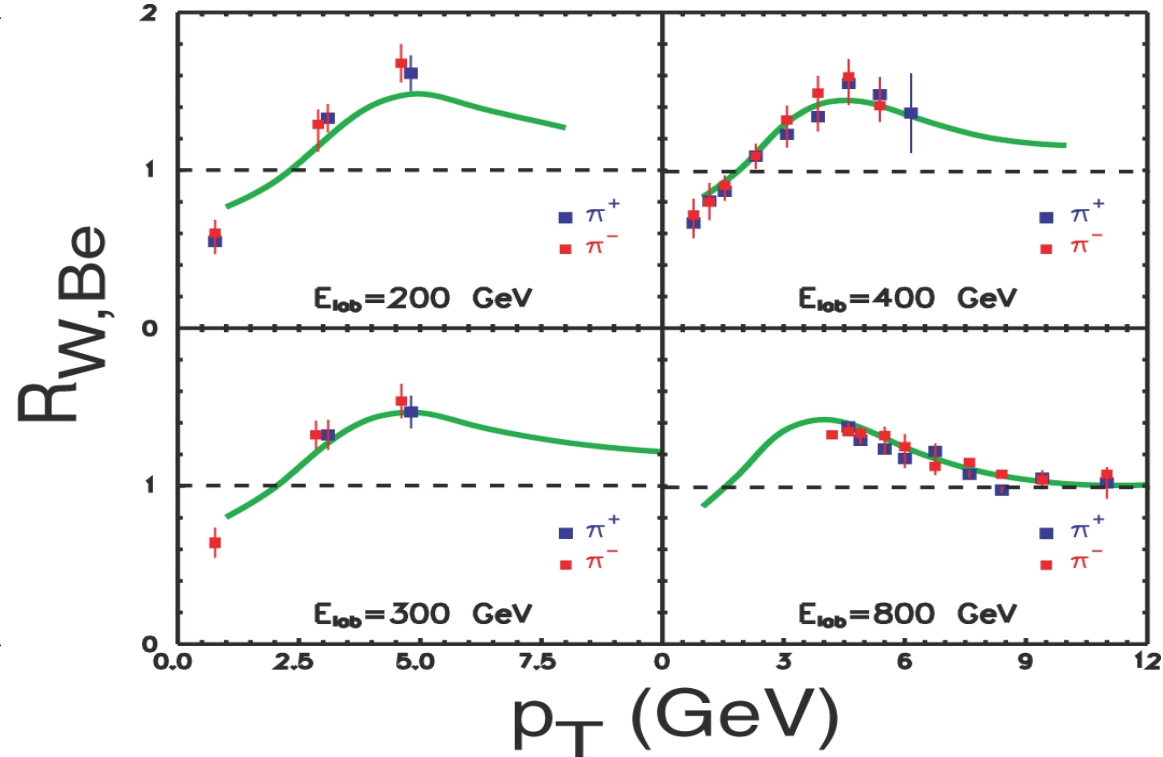 2
1
0
1
0
R_W,Be
π+
π−
E_lab=200 GeV
π+
π−
E_lab=400 GeV
π+
π−
E_lab=300 GeV
π+
π−
E_lab=800 GeV
0.0 2.5 5.0 7.5 0 3 6 9 12
p_T (GeV)